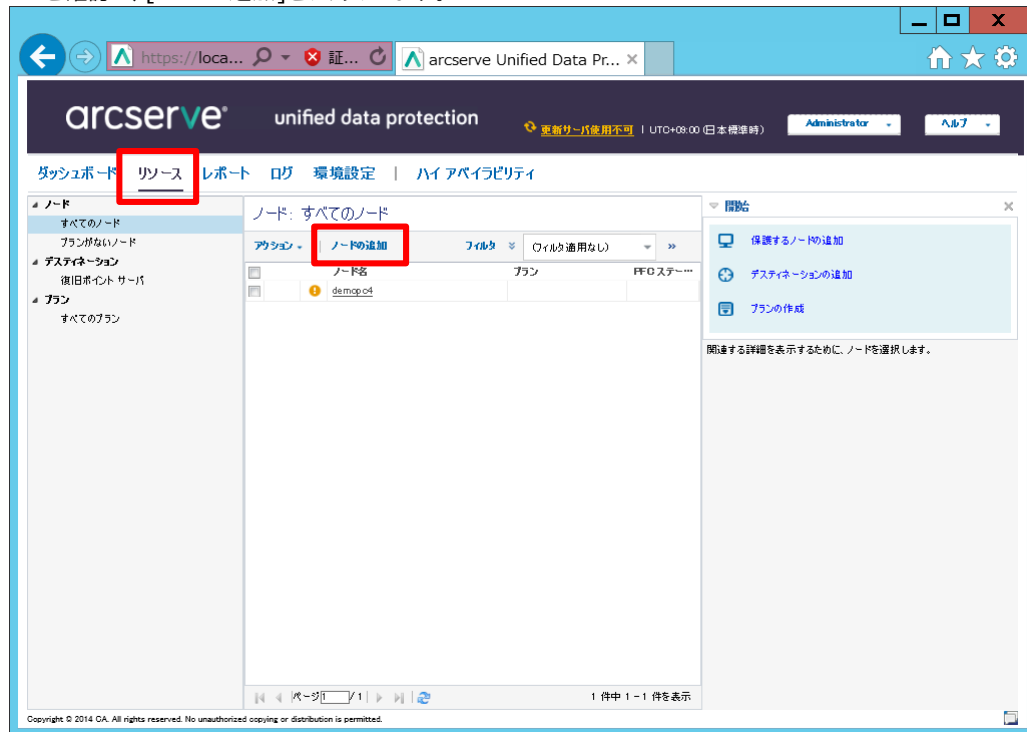 https://loca... 証... arcserve Unified Data Pr...
arcserve® unified data protection 更新サーバ使用不可 | UTC+09:00 (日本標準時) Administrator ヘルプ
ダッシュボード リソース レポート ログ 環境設定 | ハイ アベイラビリティ
ノード
すべてのノード
プランがないノード
デスティネーション
復旧ポイント サーバ
プラン
すべてのプラン
ノード: すべてのノード
アクション ノードの追加 フィルタ (フィルタ適用なし) »
ノード名 プラン PFC ステー...
demopc4
ページ 1 / 1
1 件中 1 - 1 件を表示
開始
保護するノードの追加
デスティネーションの追加
プランの作成
関連する詳細を表示するために、ノードを選択します。
Copyright © 2014 CA. All rights reserved. No unauthorized copying or distribution is permitted.